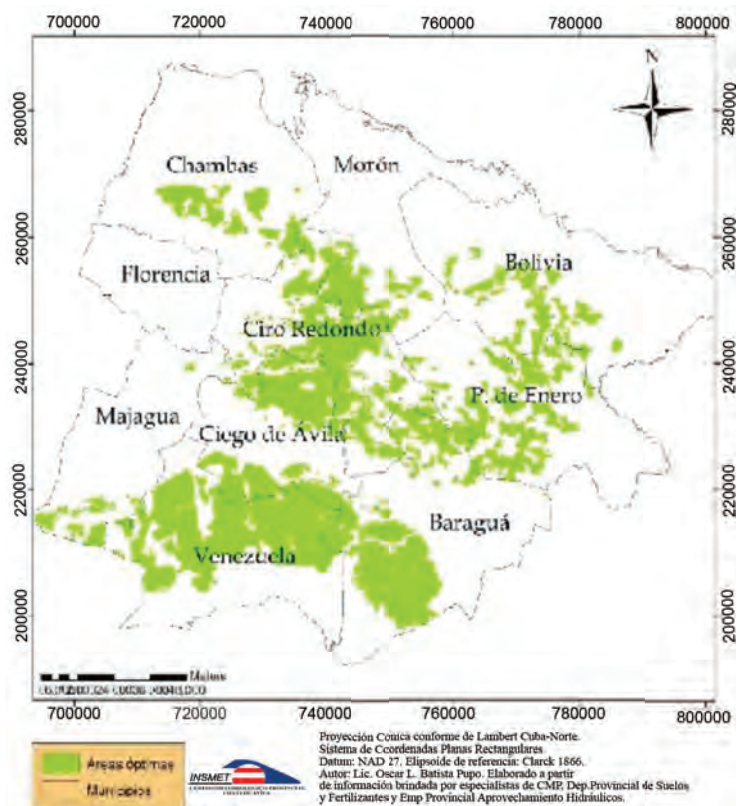 700000 720000 740000 760000 780000 800000
N
280000 280000
Chambas Morón
260000 260000
Florencia Bolivia
Ciro Redondo
240000 240000
Majagua P. de Enero
Ciego de Ávila
220000 220000
Baraguá
Venezuela
200000 200000
700000 720000 740000 760000 780000 800000
Áreas óptimas
Municipios
INSMET
Proyección Conica conforme de Lambert Cuba-Norte.
Sistema de Coordenadas Planas Rectangulares
Datum: NAD 27. Elipsoide de referencia: Clarck 1866.
Autor: Lic. Oscar L. Batista Pupo. Elaborado a partir
de información brindada por especialistas de CMP, Dep.Provincial de Suelos
y Fertilizantes y Emp Provincial Aprovechamiento Hidráulicos.